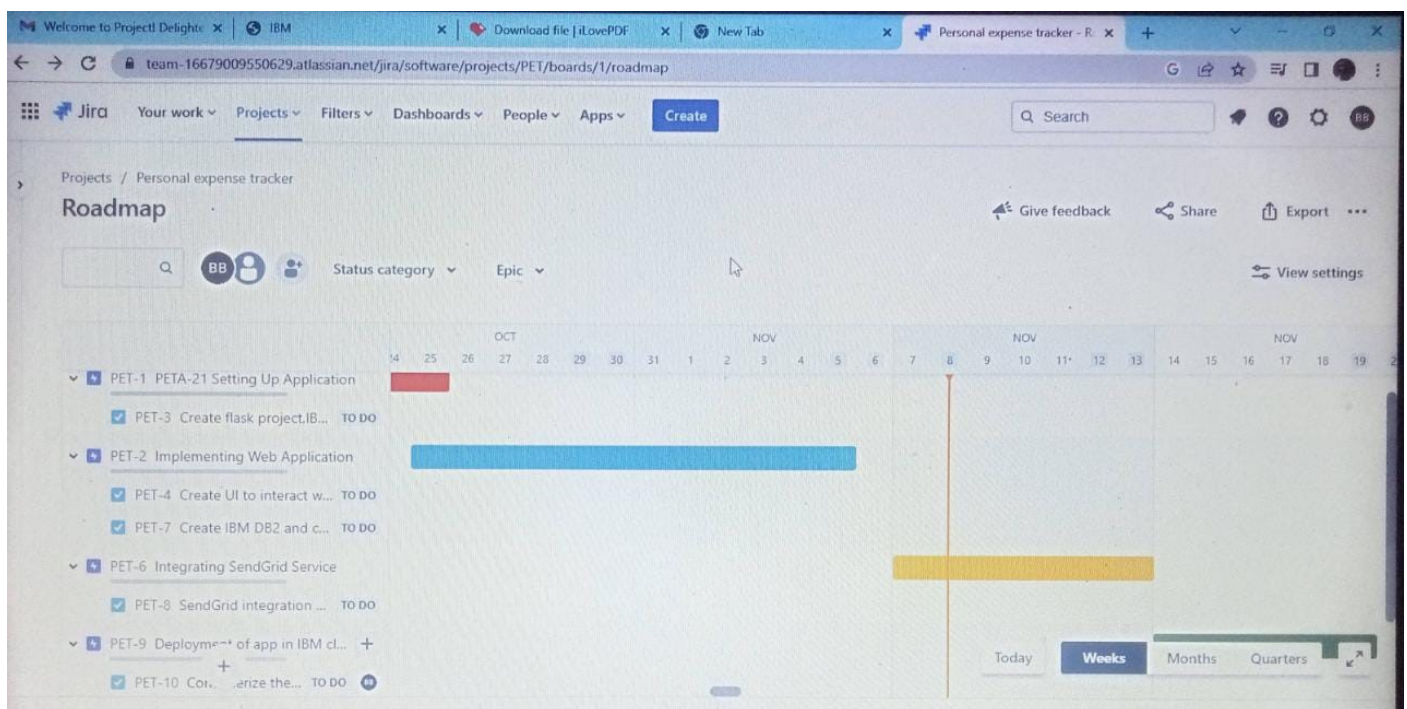 Welcome to Projectl Delighte
IBM
Download file | iLovePDF
New Tab
Personal expense tracker - R
team-16679009550629.atlassian.net/jira/software/projects/PET/boards/1/roadmap
Jira Your work Projects Filters Dashboards People Apps Create Search BB
Projects / Personal expense tracker
Roadmap
Give feedback Share Export
BB Status category Epic View settings
OCT NOV NOV NOV
24 25 26 27 28 29 30 31 1 2 3 4 5 6 7 8 9 10 11 12 13 14 15 16 17 18 19 2
PET-1 PETA-21 Setting Up Application
PET-3 Create flask project,IB... TO DO
PET-2 Implementing Web Application
PET-4 Create UI to interact w... TO DO
PET-7 Create IBM DB2 and c... TO DO
PET-6 Integrating SendGrid Service
PET-8 SendGrid integration ... TO DO
PET-9 of app in IBM cl...
Today Weeks Months Quarters
PET-10 the... TO DO BB